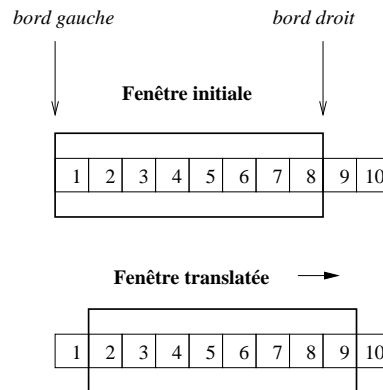 bord gauche bord droit
Fenêtre initiale
1 2 3 4 5 6 7 8 9 10
Fenêtre translatée
1 2 3 4 5 6 7 8 9 10